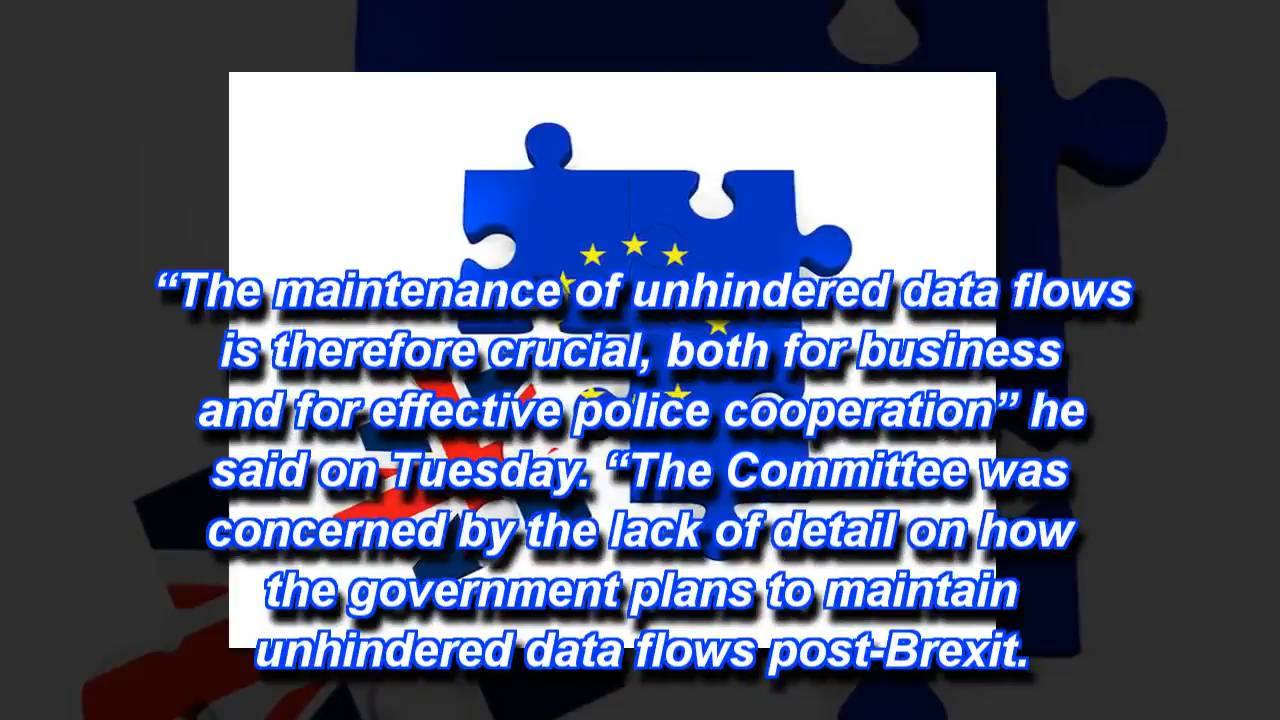 “The maintenance of unhindered data flows
is therefore crucial, both for business
and for effective police cooperation” he
said on Tuesday. “The Committee was
concerned by the lack of detail on how
the government plans to maintain
unhindered data flows post-Brexit.